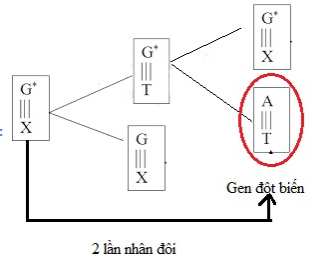 G*
|||
X
G*
|||
T
G
|||
X
G*
|||
X
A
|||
T
Gen đột biến
2 lần nhân đôi